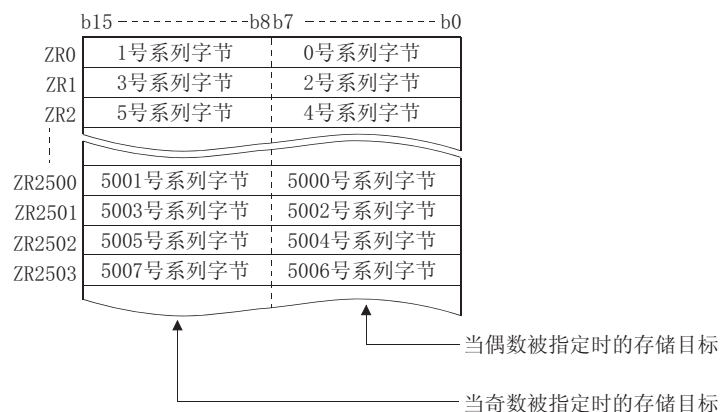 b15 b8 b7 b0
ZR0 1号系列字节 0号系列字节
ZR1 3号系列字节 2号系列字节
ZR2 5号系列字节 4号系列字节
ZR2500 5001号系列字节 5000号系列字节
ZR2501 5003号系列字节 5002号系列字节
ZR2502 5005号系列字节 5004号系列字节
ZR2503 5007号系列字节 5006号系列字节
当偶数被指定时的存储目标
当奇数被指定时的存储目标